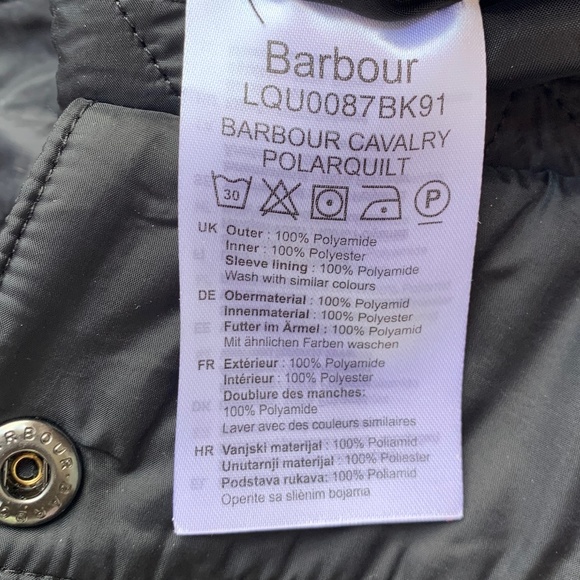 Barbour
LQU0087BK91
BARBOUR CAVALRY
POLARQUILT
30
P
UK Outer : 100% Polyamide
Inner : 100% Polyester
Sleeve lining : 100% Polyamide
Wash with similar colours
DE Obermaterial : 100% Polyamid
Innenmaterial : 100% Polyester
Futter im Ärmel : 100% Polyamid
Mit ähnlichen Farben waschen
FR Extérieur : 100% Polyamide
Intérieur : 100% Polyester
Doublure des manches:
100% Polyamide
Laver avec des couleurs similaires
HR Vanjski materijal : 100% Poliamid
Unutarnji materijal : 100% Poliester
Podstava rukava: 100% Poliamid
Operite sa sliènim bojama
BARBOUR